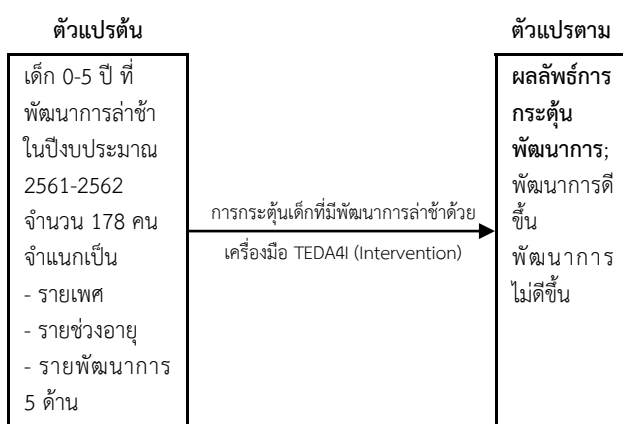 ตัวแปรต้น
เด็ก 0-5 ปี ที่
พัฒนาการล่าช้า
ในปีงบประมาณ
2561-2562
จำนวน 178 คน
จำแนกเป็น
- รายเพศ
- รายช่วงอายุ
- รายพัฒนาการ
5 ด้าน
การกระตุ้นเด็กที่มีพัฒนาการล่าช้าด้วย
เครื่องมือ TEDA4I (Intervention)
ตัวแปรตาม
ผลลัพธ์การ
กระตุ้น
พัฒนาการ;
พัฒนาการดี
ขึ้น
พัฒนาการ
ไม่ดีขึ้น